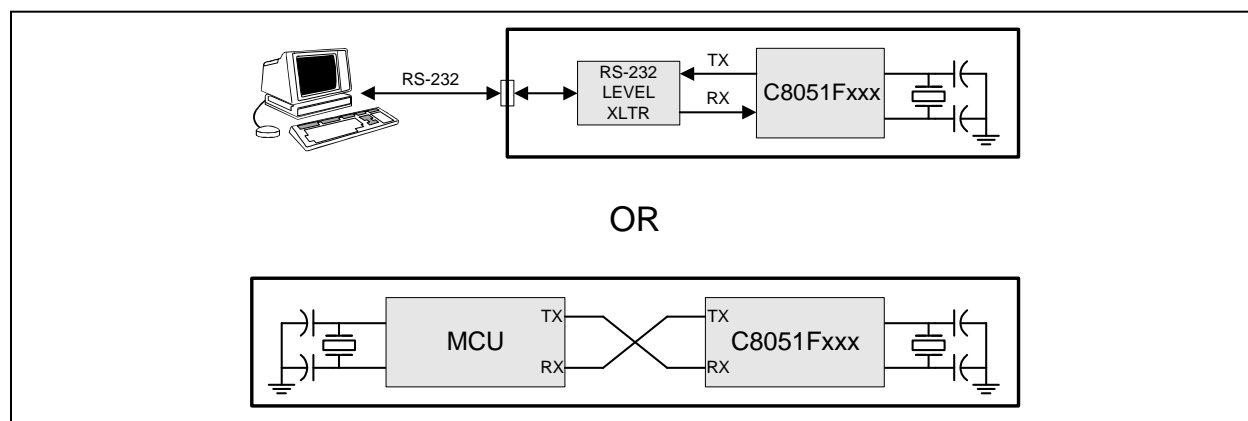 RS-232
RS-232
LEVEL
XLTR
TX
RX
C8051Fxxx
OR
MCU
TX
RX
TX
RX
C8051Fxxx